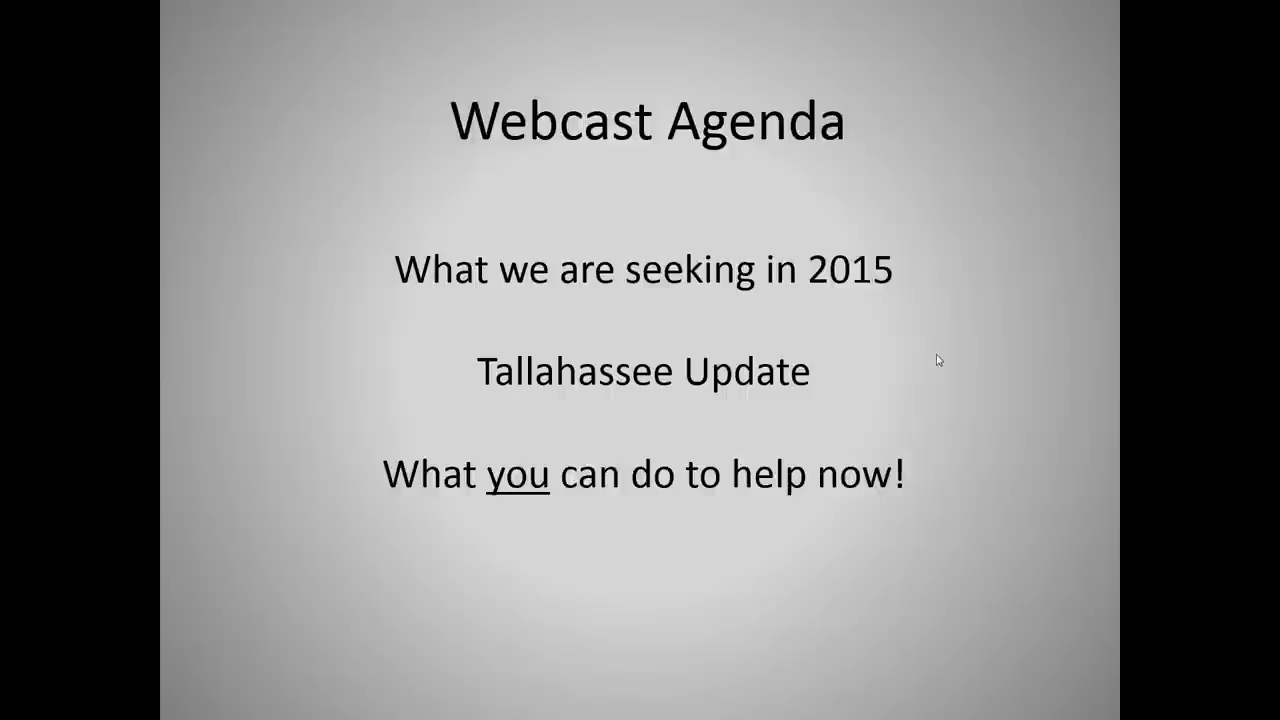 Webcast Agenda
What we are seeking in 2015
Tallahassee Update
What you can do to help now!